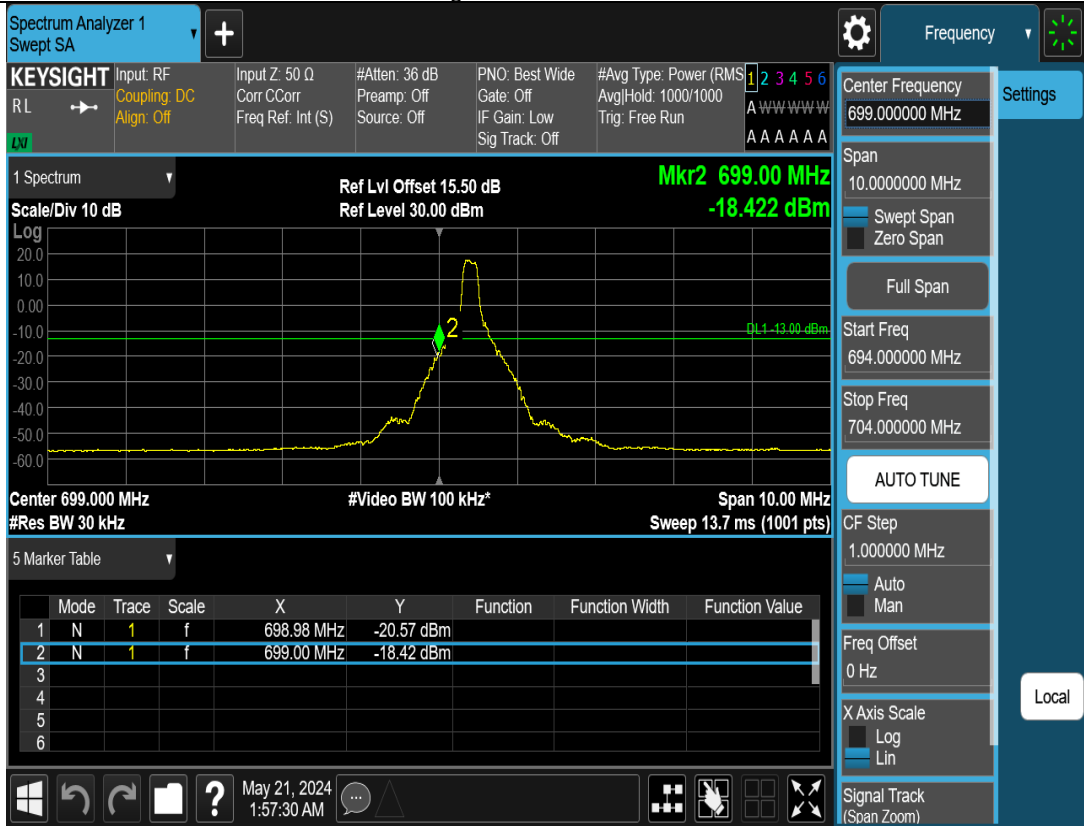 Spectrum Analyzer 1
Swept SA
+
Frequency
KEYSIGHT
R L
LXI
Input: RF
Coupling: DC
Align: Off
Input Z: 50 Ω
Corr CCorr
Freq Ref: Int (S)
#Atten: 36 dB
Preamp: Off
Source: Off
PNO: Best Wide
Gate: Off
IF Gain: Low
Sig Track: Off
#Avg Type: Power (RMS
Avg|Hold: 1000/1000
Trig: Free Run
1 2 3 4 5 6
A W W W W W
A A A A A A
1 Spectrum
Scale/Div 10 dB
Ref Lvl Offset 15.50 dB
Ref Level 30.00 dBm
Mkr2 699.00 MHz
-18.422 dBm
Log
20.0
10.0
0.00
-10.0
-20.0
-30.0
-40.0
-50.0
-60.0
2
DL1 -13.00 dBm
Center 699.000 MHz
#Video BW 100 kHz*
Span 10.00 MHz
#Res BW 30 kHz
Sweep 13.7 ms (1001 pts)
5 Marker Table
Mode Trace Scale X Y Function Function Width Function Value
1 N 1 f 698.98 MHz -20.57 dBm
2 N 1 f 699.00 MHz -18.42 dBm
3
4
5
6
?
May 21, 2024
1:57:30 AM
Center Frequency
699.000000 MHz
Span
10.0000000 MHz
Swept Span
Zero Span
Full Span
Start Freq
694.000000 MHz
Stop Freq
704.000000 MHz
AUTO TUNE
CF Step
1.000000 MHz
Auto
Man
Freq Offset
0 Hz
X Axis Scale
Log
Lin
Signal Track
(Span Zoom)
Settings
Local